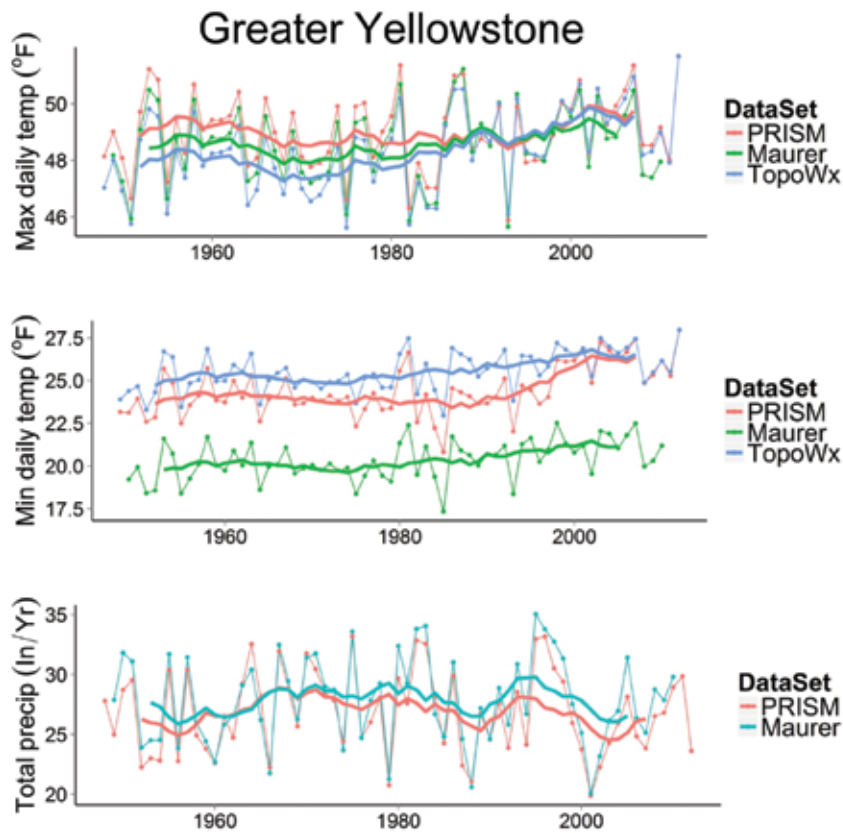 Greater Yellowstone
Max daily temp (°F)
50
48
46
1960
1980
2000
DataSet
PRISM
Maurer
TopoWx
Min daily temp (°F)
27.5
25.0
22.5
20.0
17.5
1960
1980
2000
DataSet
PRISM
Maurer
TopoWx
Total precip (In/Yr)
35
30
25
20
1960
1980
2000
DataSet
PRISM
Maurer